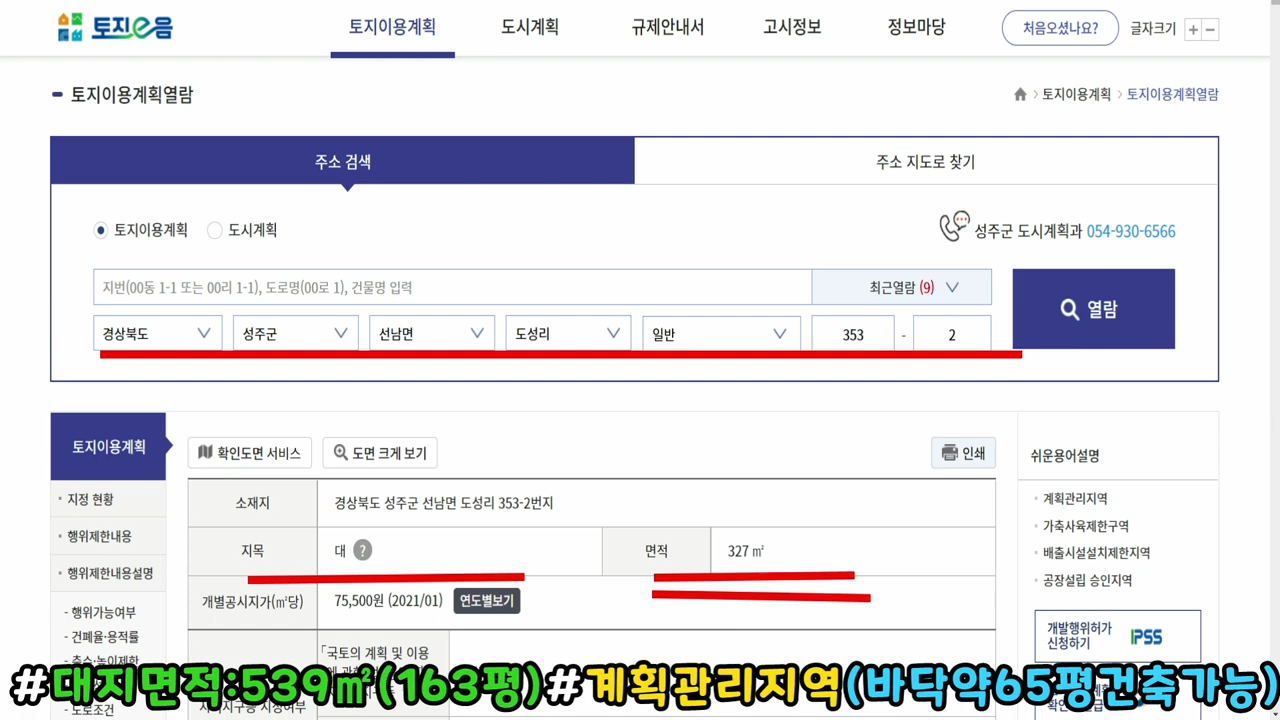 토지e음
토지이용계획 도시계획 규제안내서 고시정보 정보마당 처음오셨나요? 글자크기 + -
토지이용계획열람
토지이용계획 > 토지이용계획열람
주소 검색 주소 지도로 찾기
토지이용계획 도시계획
성주군 도시계획과 054-930-6566
지번(00동 1-1 또는 00리 1-1), 도로명(00로 1), 건물명 입력 최근열람 (9)
열람
경상북도 성주군 선남면 도성리 일반 353 - 2
토지이용계획
확인도면 서비스 도면 크게 보기 인쇄
쉬운용어설명
소재지 경상북도 성주군 선남면 도성리 353-2번지
지목 대 ? 면적 327 ㎡
개별공시지가(㎡당) 75,500원 (2021/01) 연도별보기
「국토의 계획 및 이용
지정 현황
행위제한내용
행위제한내용설명
- 행위가능여부
- 건폐율·용적률
- 층수·높이제한
- 도로조건
계획관리지역
가축사육제한구역
배출시설설치제한지역
공장설립 승인지역
개발행위허가
신청하기
IPSS
#대지면적:539㎡(163평)#계획관리지역(바닥약65평건축가능)